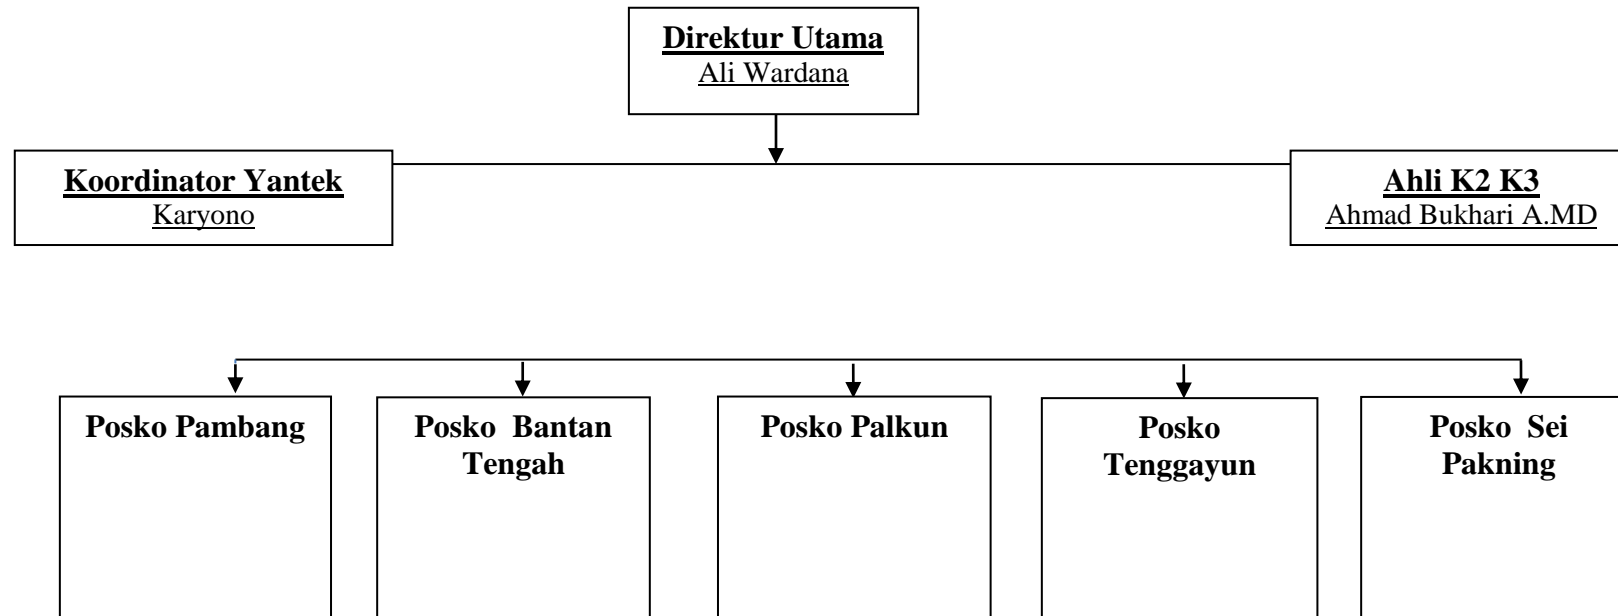 Direktur Utama
Ali Wardana
Koordinator Yantek
Karyono
Ahli K2 K3
Ahmad Bukhari A.MD
Posko Pambang
Posko Bantan
Tengah
Posko Palkun
Posko
Tenggayun
Posko Sei
Pakning